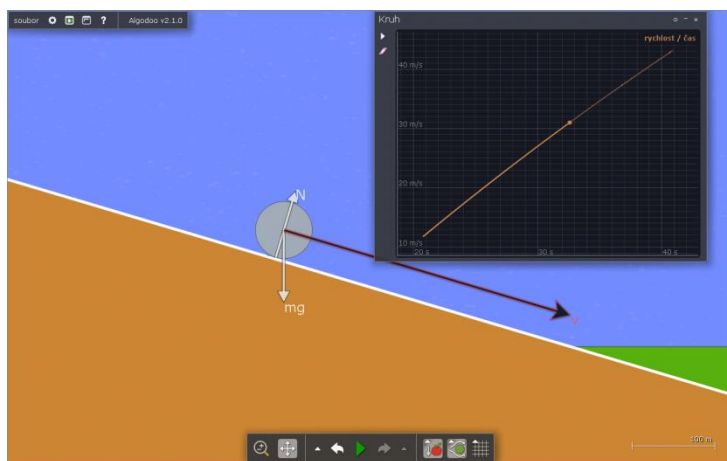 soubor ? Algodoo v2.1.0
Kruh
rychlost / čas
40 m/s
30 m/s
20 m/s
10 m/s
20 s 30 s 40 s
N
mg
v
100 m